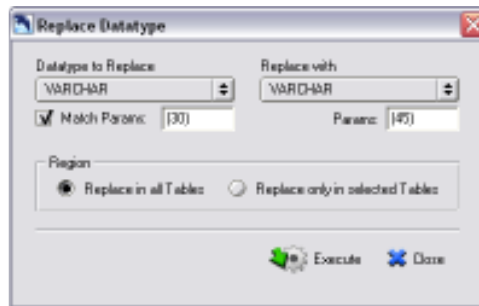 Replace Datatype
Datatype to Replace
Replace with
VARCHAR
VARCHAR
Match Params:
(30)
Params:
(45)
Region
Replace in all Tables
Replace only in selected Tables
Execute
Close